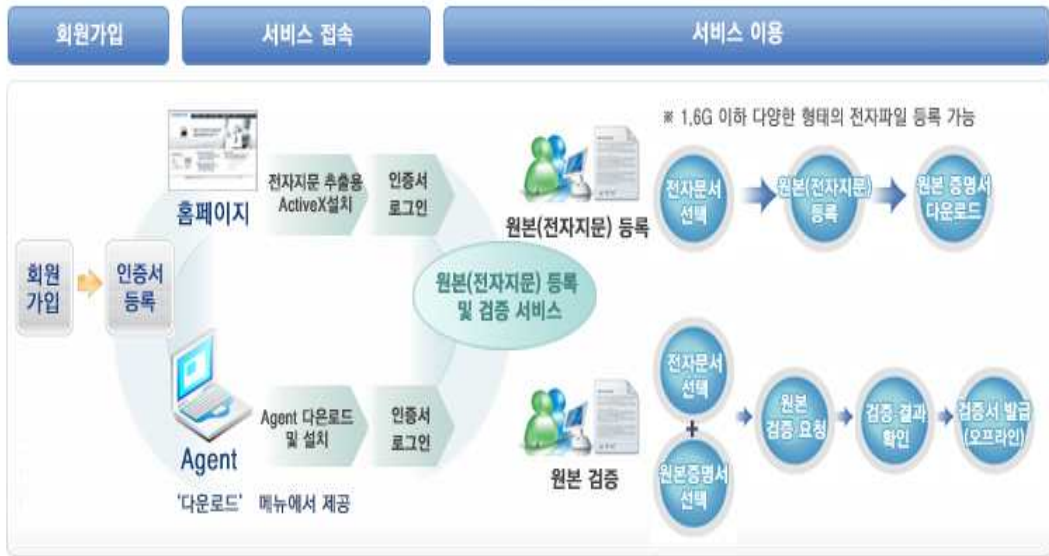 회원가입
서비스 접속
서비스 이용
※ 1.6G 이하 다양한 형태의 전자파일 등록 가능
홈페이지
전자지문 추출용
ActiveX설치
인증서
로그인
원본(전자지문) 등록
전자문서
선택
원본(전자지문)
등록
원본 증명서
다운로드
회원
가입
인증서
등록
원본(전자지문) 등록
및 검증 서비스
Agent
'다운로드' 메뉴에서 제공
Agent 다운로드
및 설치
인증서
로그인
원본 검증
전자문서
선택
+
원본증명서
선택
원본
검증 요청
검증 결과
확인
검증서 발급
(오프라인)